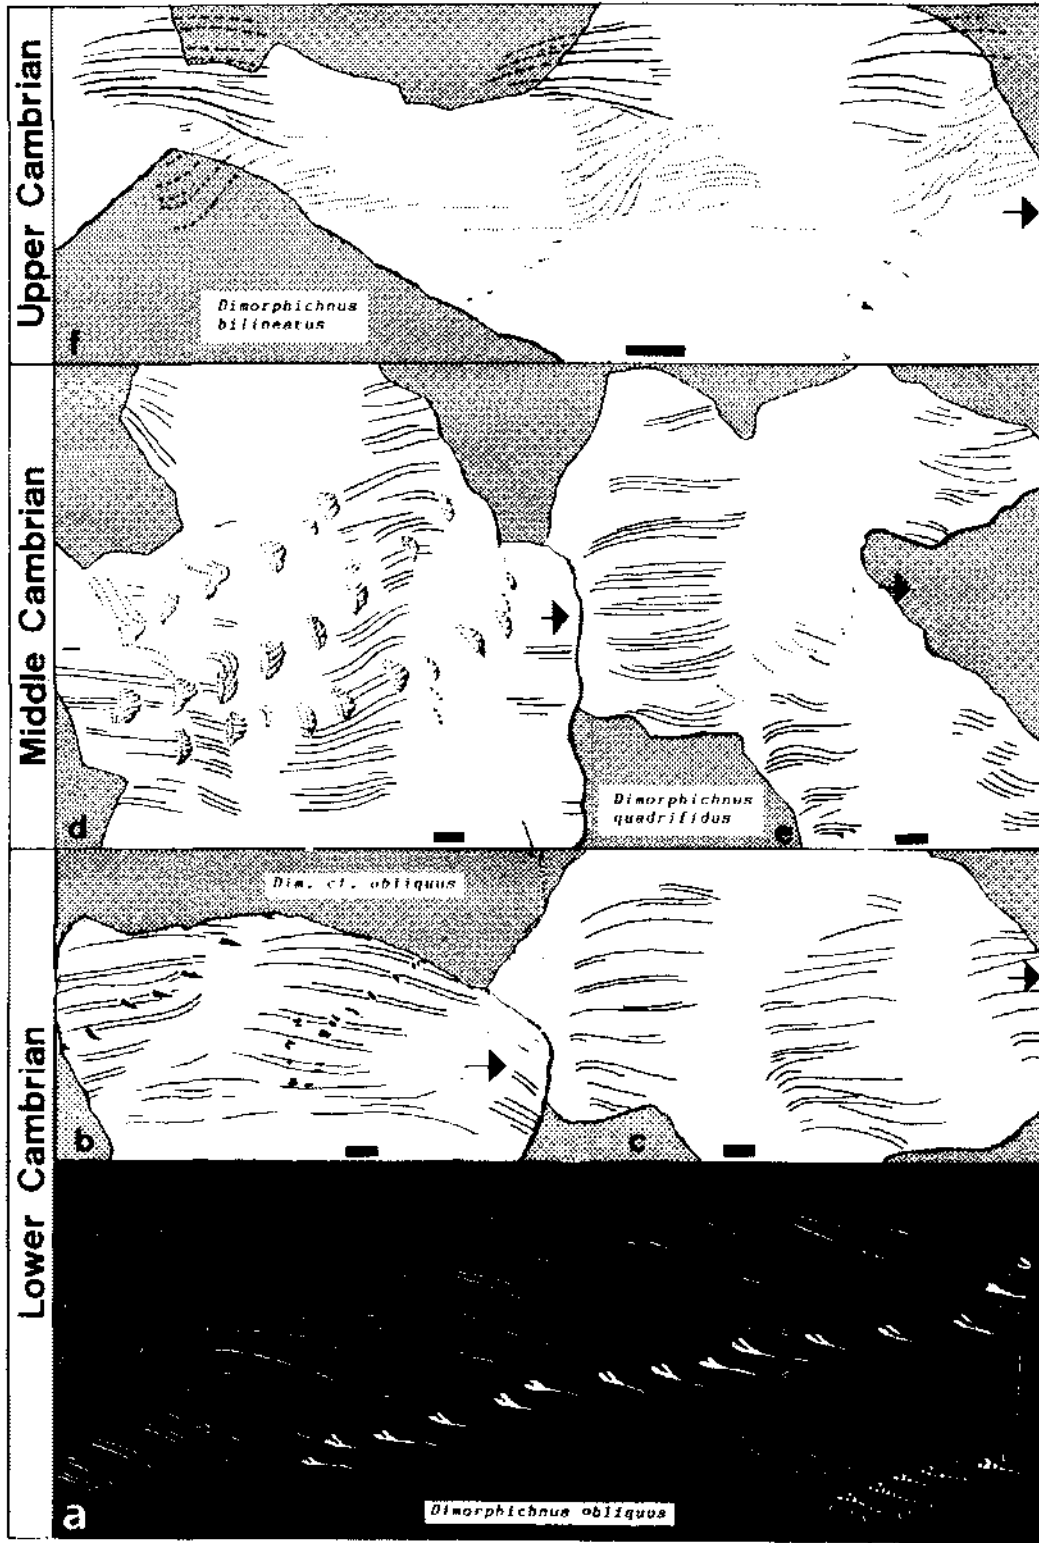 Upper Cambrian
Dimorphichnus
bilineatus
f
Middle Cambrian
d
Dimorphichnus
quadrifidus
e
Lower Cambrian
Dim. cf. obliquus
b
c
a
Dimorphichnus obliquus